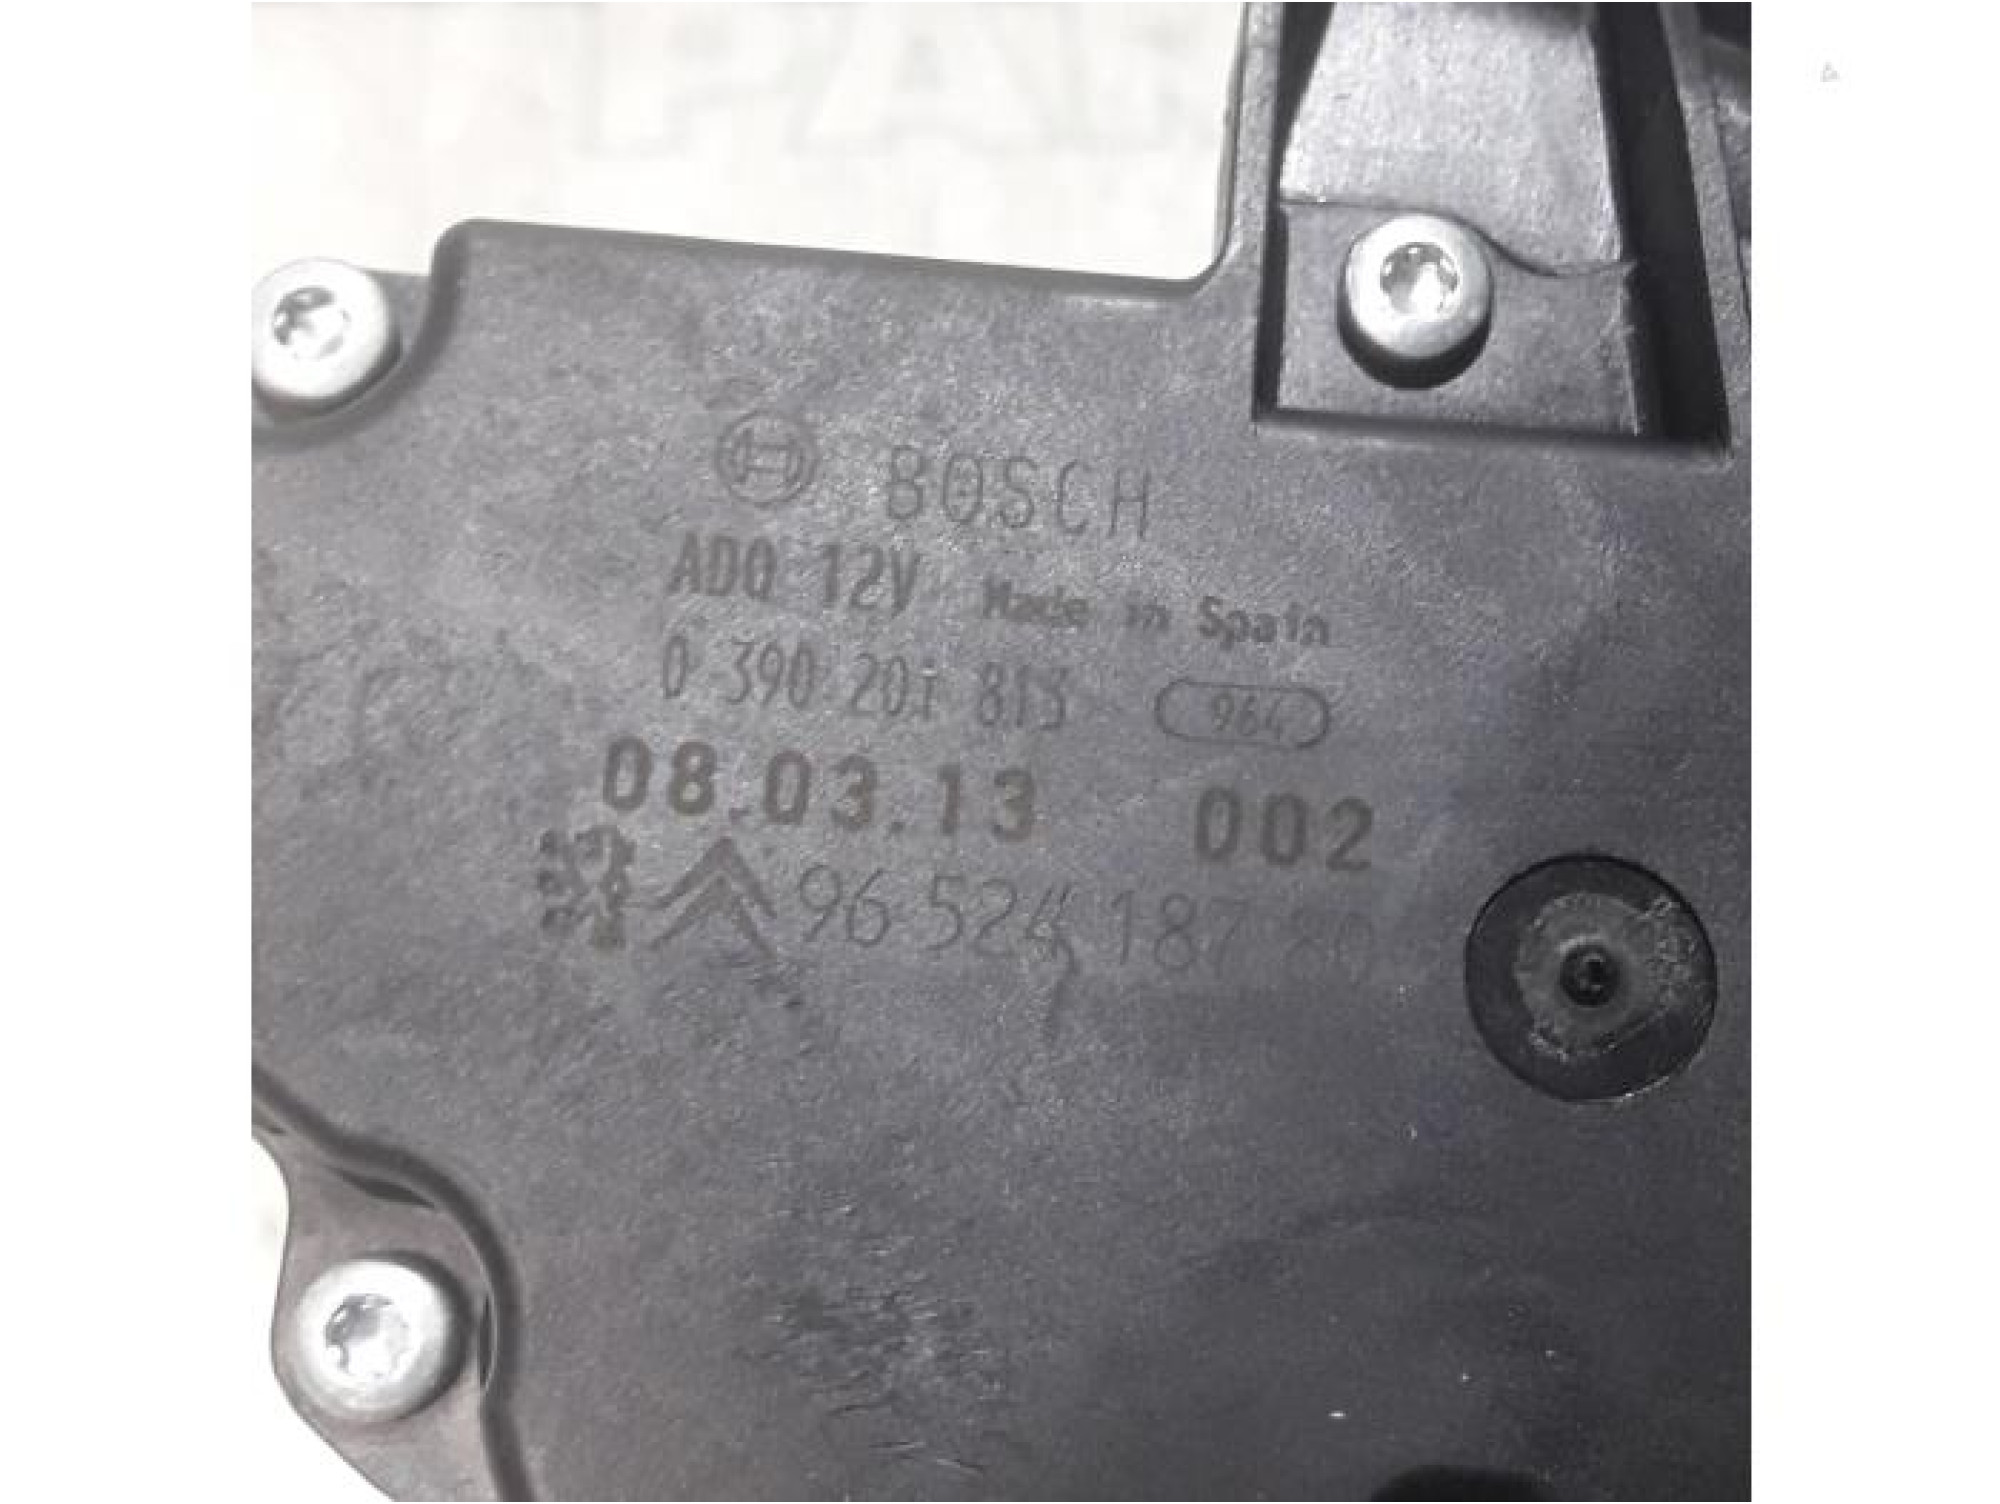 BOSCH
ADQ 12V Made in Spain
0 390 201 813 964
08.03.13 002
96 524 187 80